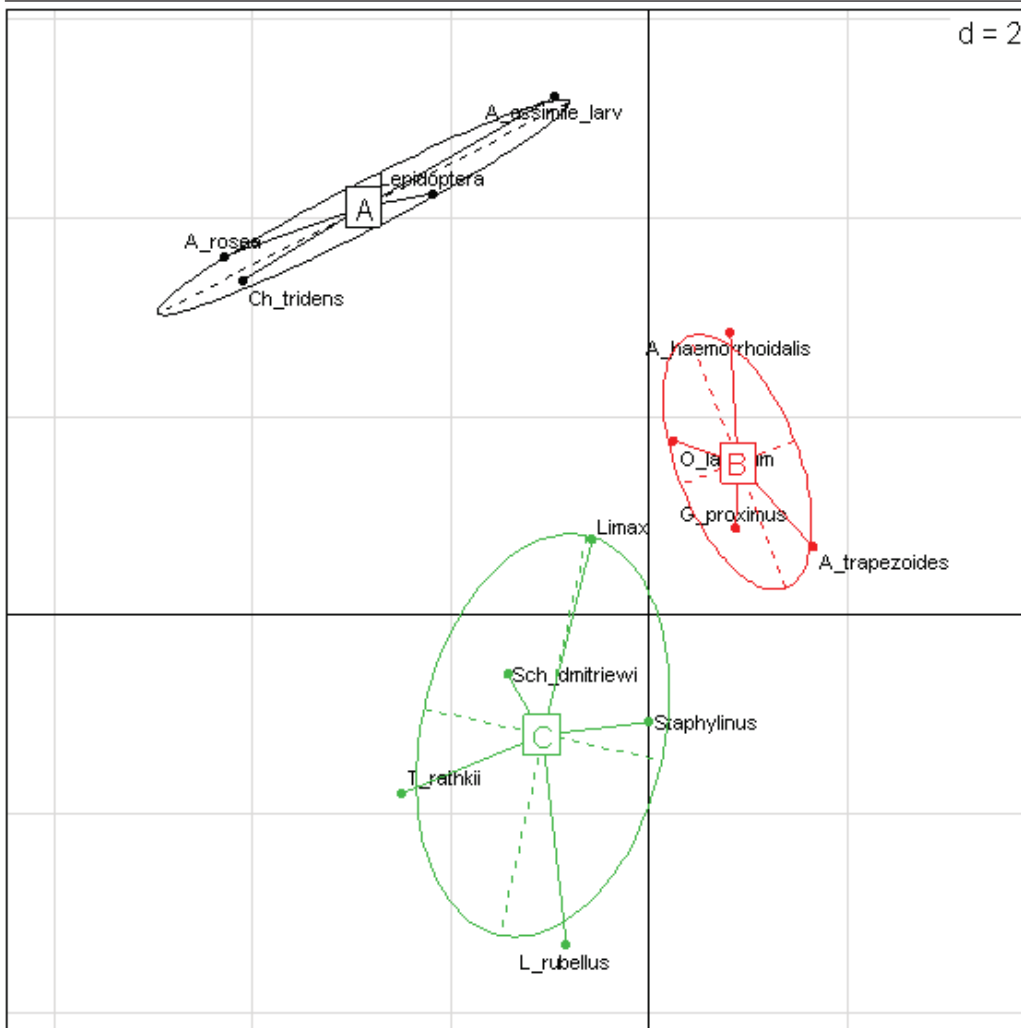 d = 2
A_assimile_larv
Lepidoptera
A
A_rosea
Ch_tridens
A_haemorrhoidalis
B
G_proximus
Limax
A_trapezoides
Sch_dmitriewi
Staphylinus
C
T_rathkii
L_rubellus